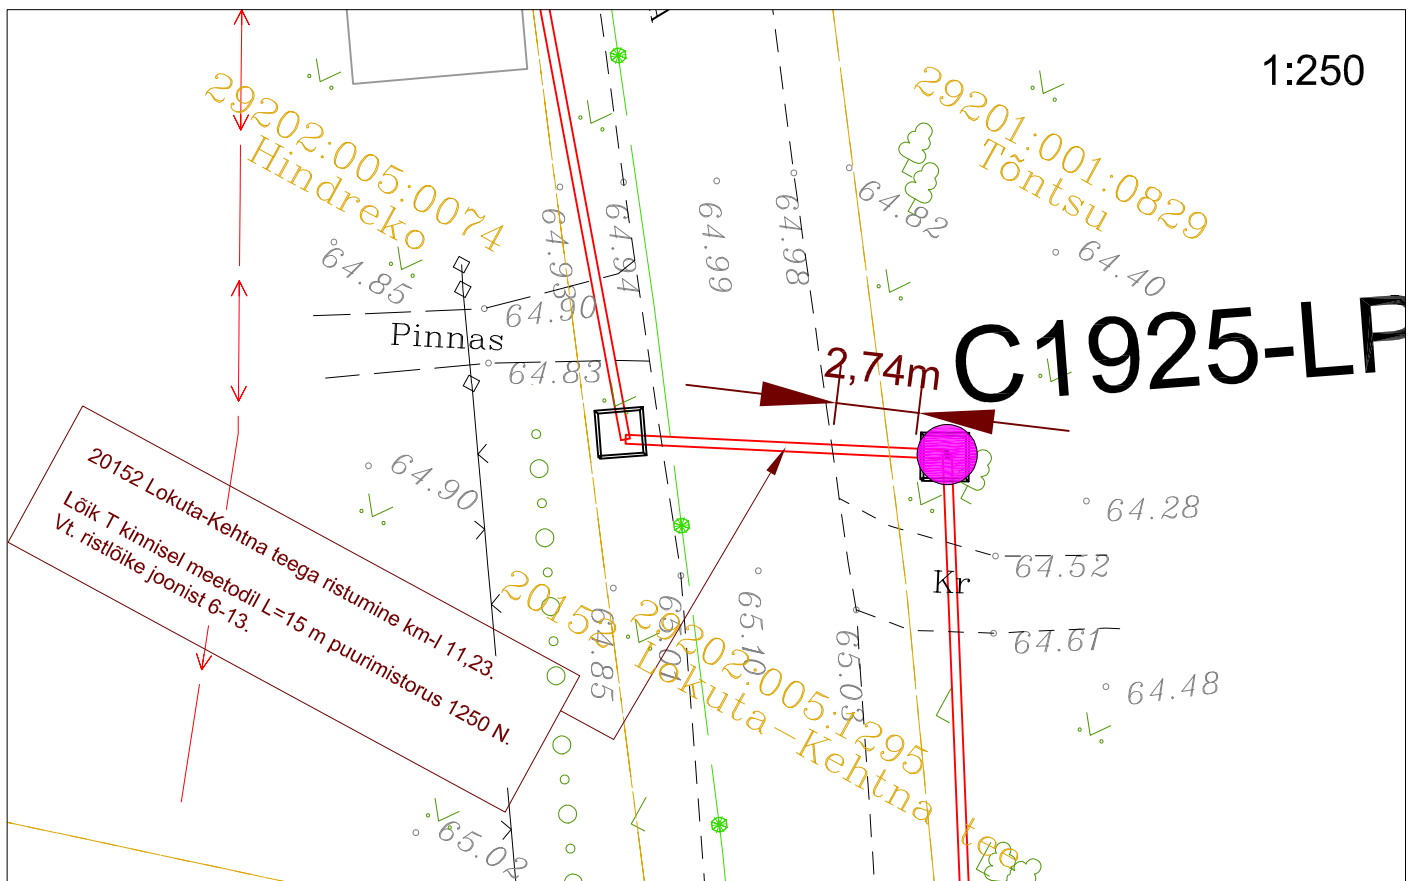 1:250
29202:005:0074
Hindreko
29201:001:0829
Tõntsu
64.93
64.94
64.99
64.98
64.82
64.85
64.90
64.40
Pinnas
64.83
2,74m
C1925-LP
64.90
64.28
20152 Lokuta-Kehtna teega ristumine km-l 11,23.
Lõik T kinnisel meetodil L=15 m puurimistorus 1250 N.
Vt. ristlõike joonist 6-13.
64.52
Kr
64.61
20152
64.85
65.01
65.10
65.03
29202:005:1295
Lokuta-Kehtna tee
64.48
65.02